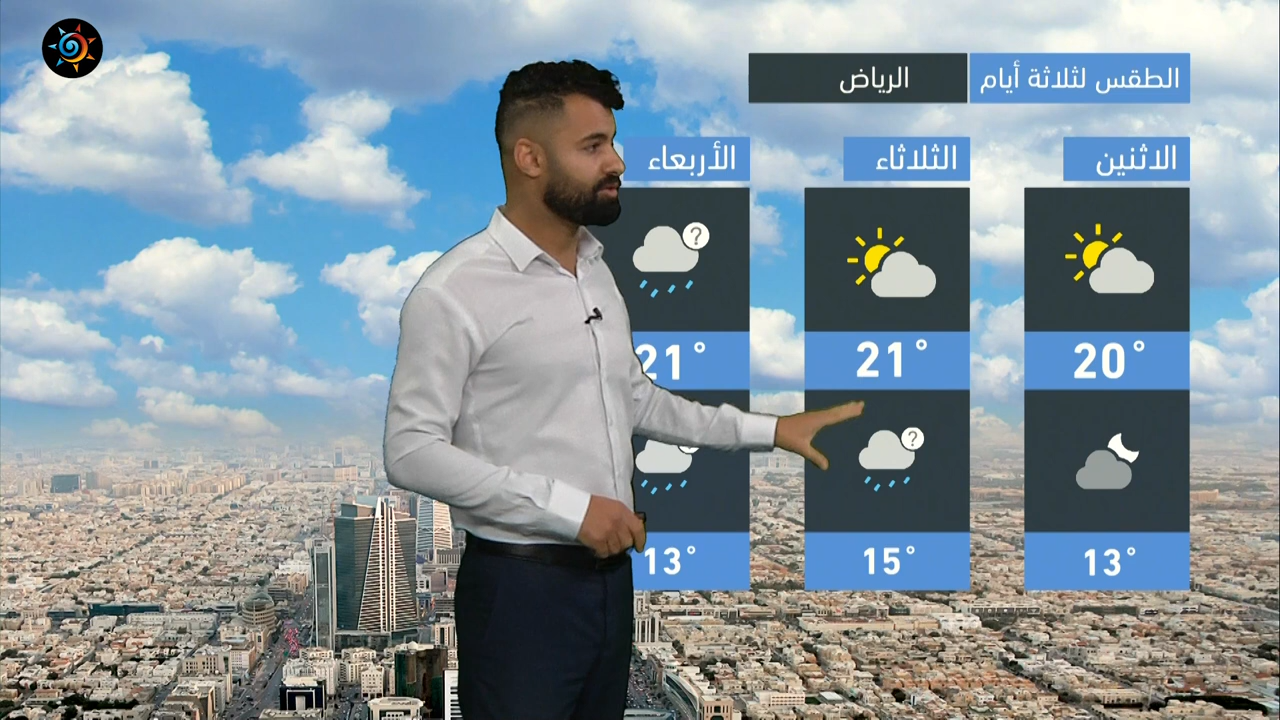 الطقس لثلاثة أيام
الرياض
الاثنين
الثلاثاء
الأربعاء
?
20°
21°
21°
?
13°
15°
13°